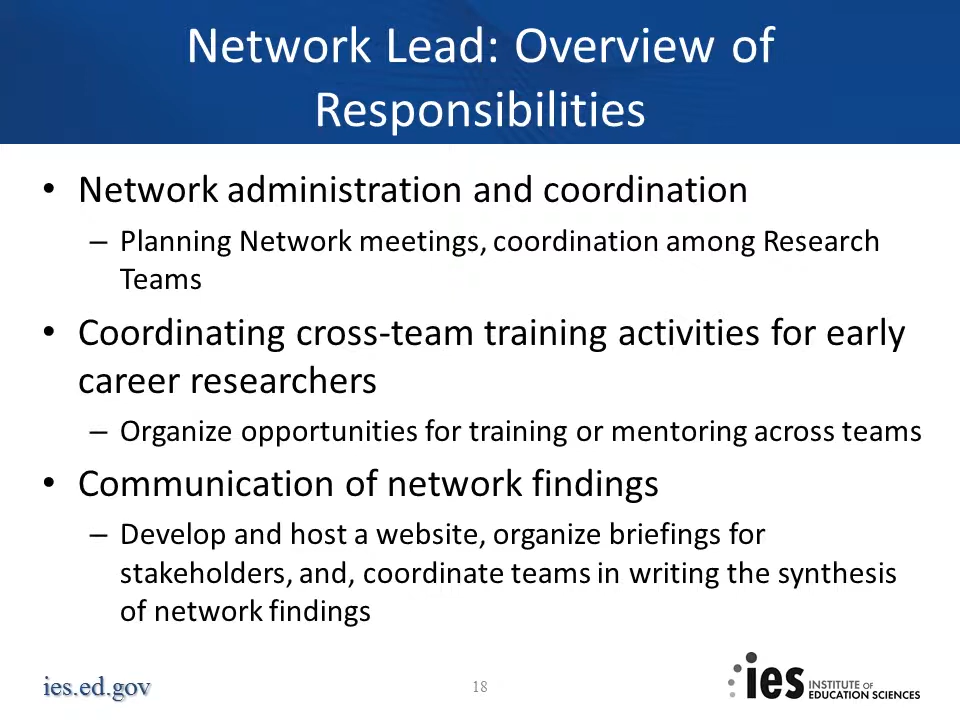 Network Lead: Overview of
Responsibilities
• Network administration and coordination
– Planning Network meetings, coordination among Research
Teams
• Coordinating cross-team training activities for early
career researchers
– Organize opportunities for training or mentoring across teams
• Communication of network findings
– Develop and host a website, organize briefings for
stakeholders, and, coordinate teams in writing the synthesis
of network findings
ies.ed.gov
18
ies INSTITUTE OF
EDUCATION SCIENCES